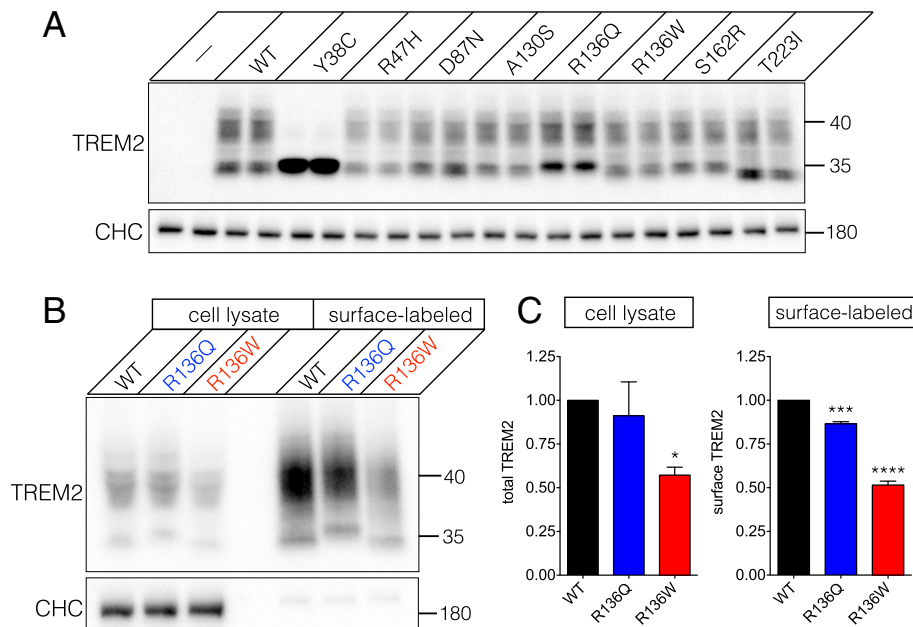 A
– WT Y38C R47H D87N A130S R136Q R136W S162R T223I
TREM2
40
35
CHC
180
B
cell lysate surface-labeled
WT R136Q R136W WT R136Q R136W
TREM2
40
35
CHC
180
C
cell lysate
total TREM2
1.25
1.00
0.75
0.50
0.25
0.00
*
WT R136Q R136W
surface-labeled
surface TREM2
1.25
1.00
0.75
0.50
0.25
0.00
***
****
WT R136Q R136W